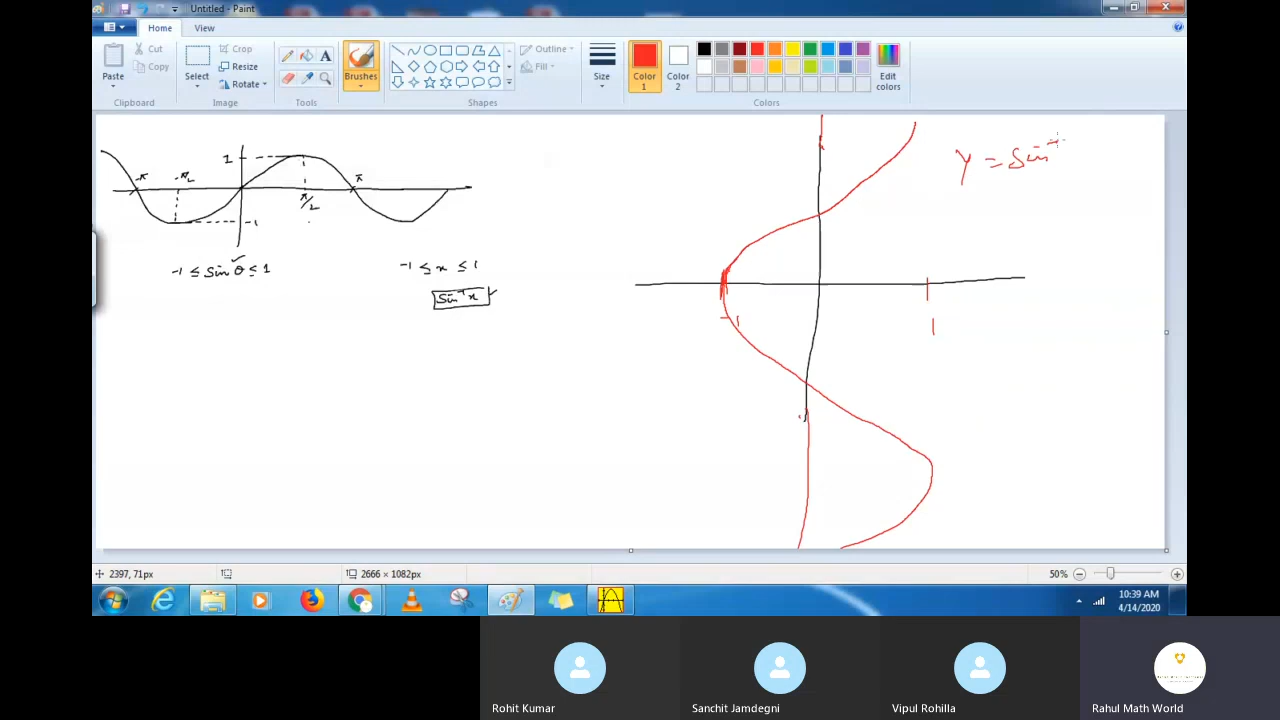 Untitled - Paint
Home View
Paste
Cut
Copy
Clipboard
Select
Crop
Resize
Rotate
Image
A
Tools
Brushes
Outline
Fill
Shapes
Size
Color 1
Color 2
Edit colors
Colors
1
-π
-π/2
π/2
π
-1
-1 ≤ sin θ ≤ 1
-1 ≤ x ≤ 1
sin⁻¹ x
y = sin⁻
-1
1
2397, 71px
2666 × 1082px
50%
10:39 AM
4/14/2020
Rohit Kumar
Sanchit Jamdegni
Vipul Rohilla
Rahul Math World